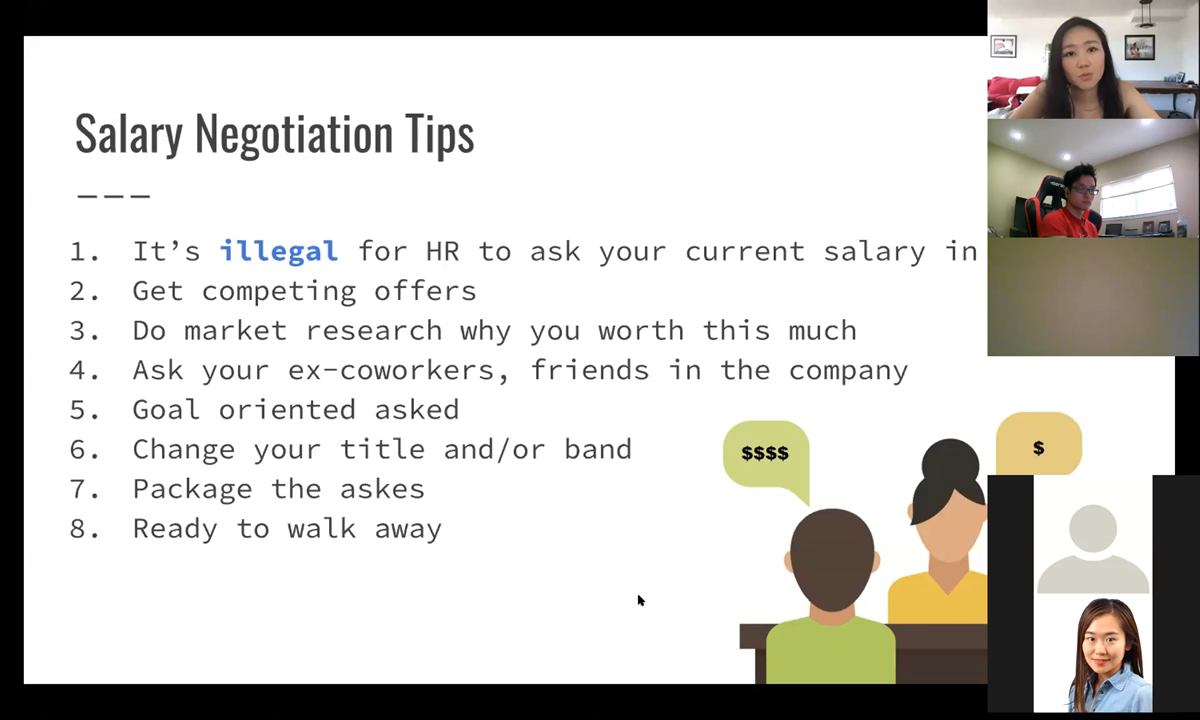 Salary Negotiation Tips
———
1. It’s illegal for HR to ask your current salary in
2. Get competing offers
3. Do market research why you worth this much
4. Ask your ex-coworkers, friends in the company
5. Goal oriented asked
6. Change your title and/or band
7. Package the askes
8. Ready to walk away
$$$$
$